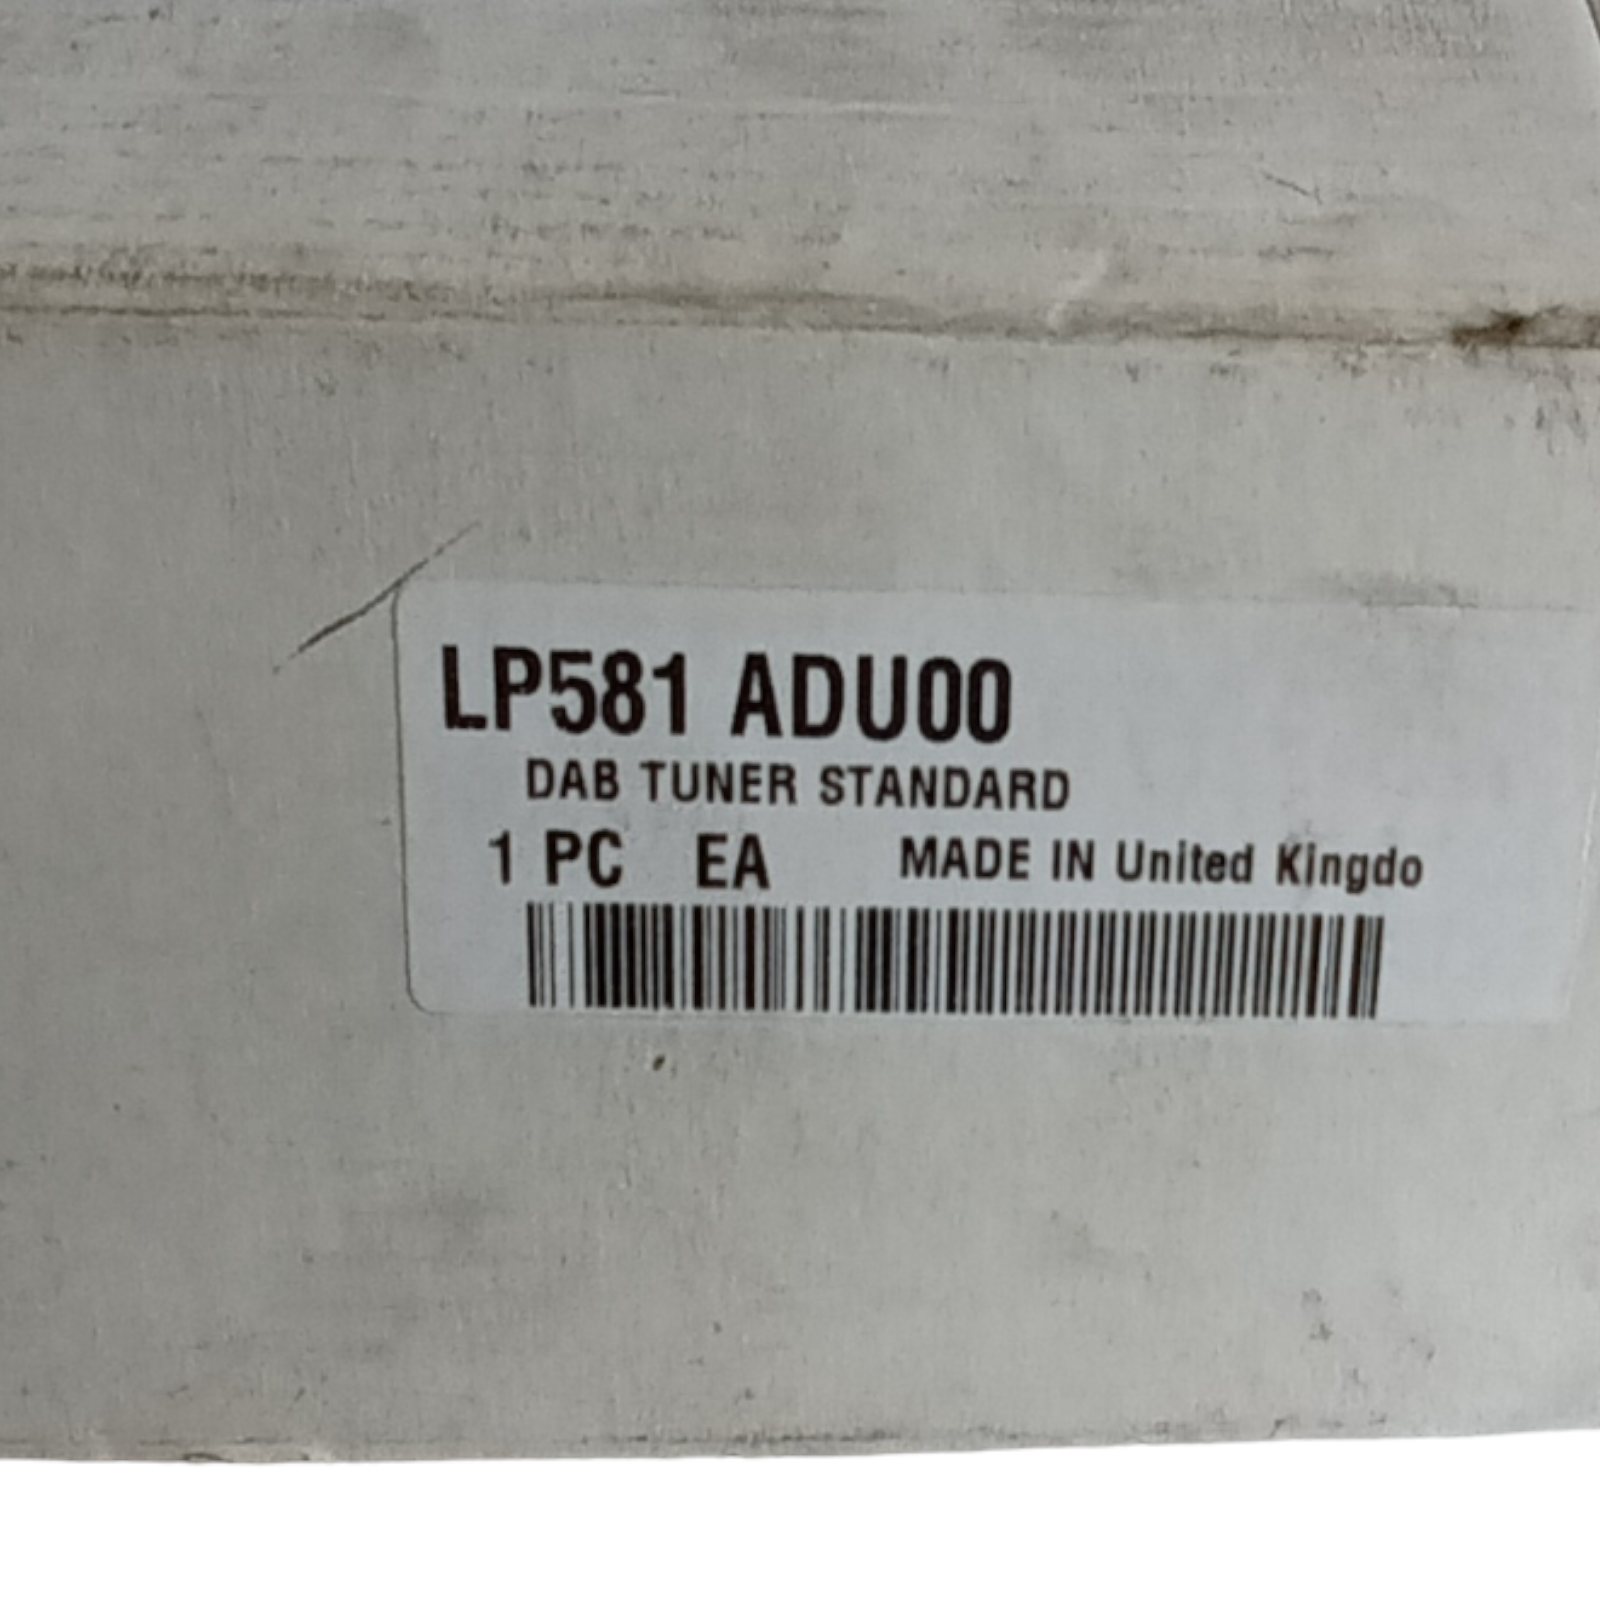 LP581 ADU00
DAB TUNER STANDARD
1 PC EA MADE IN United Kingdo